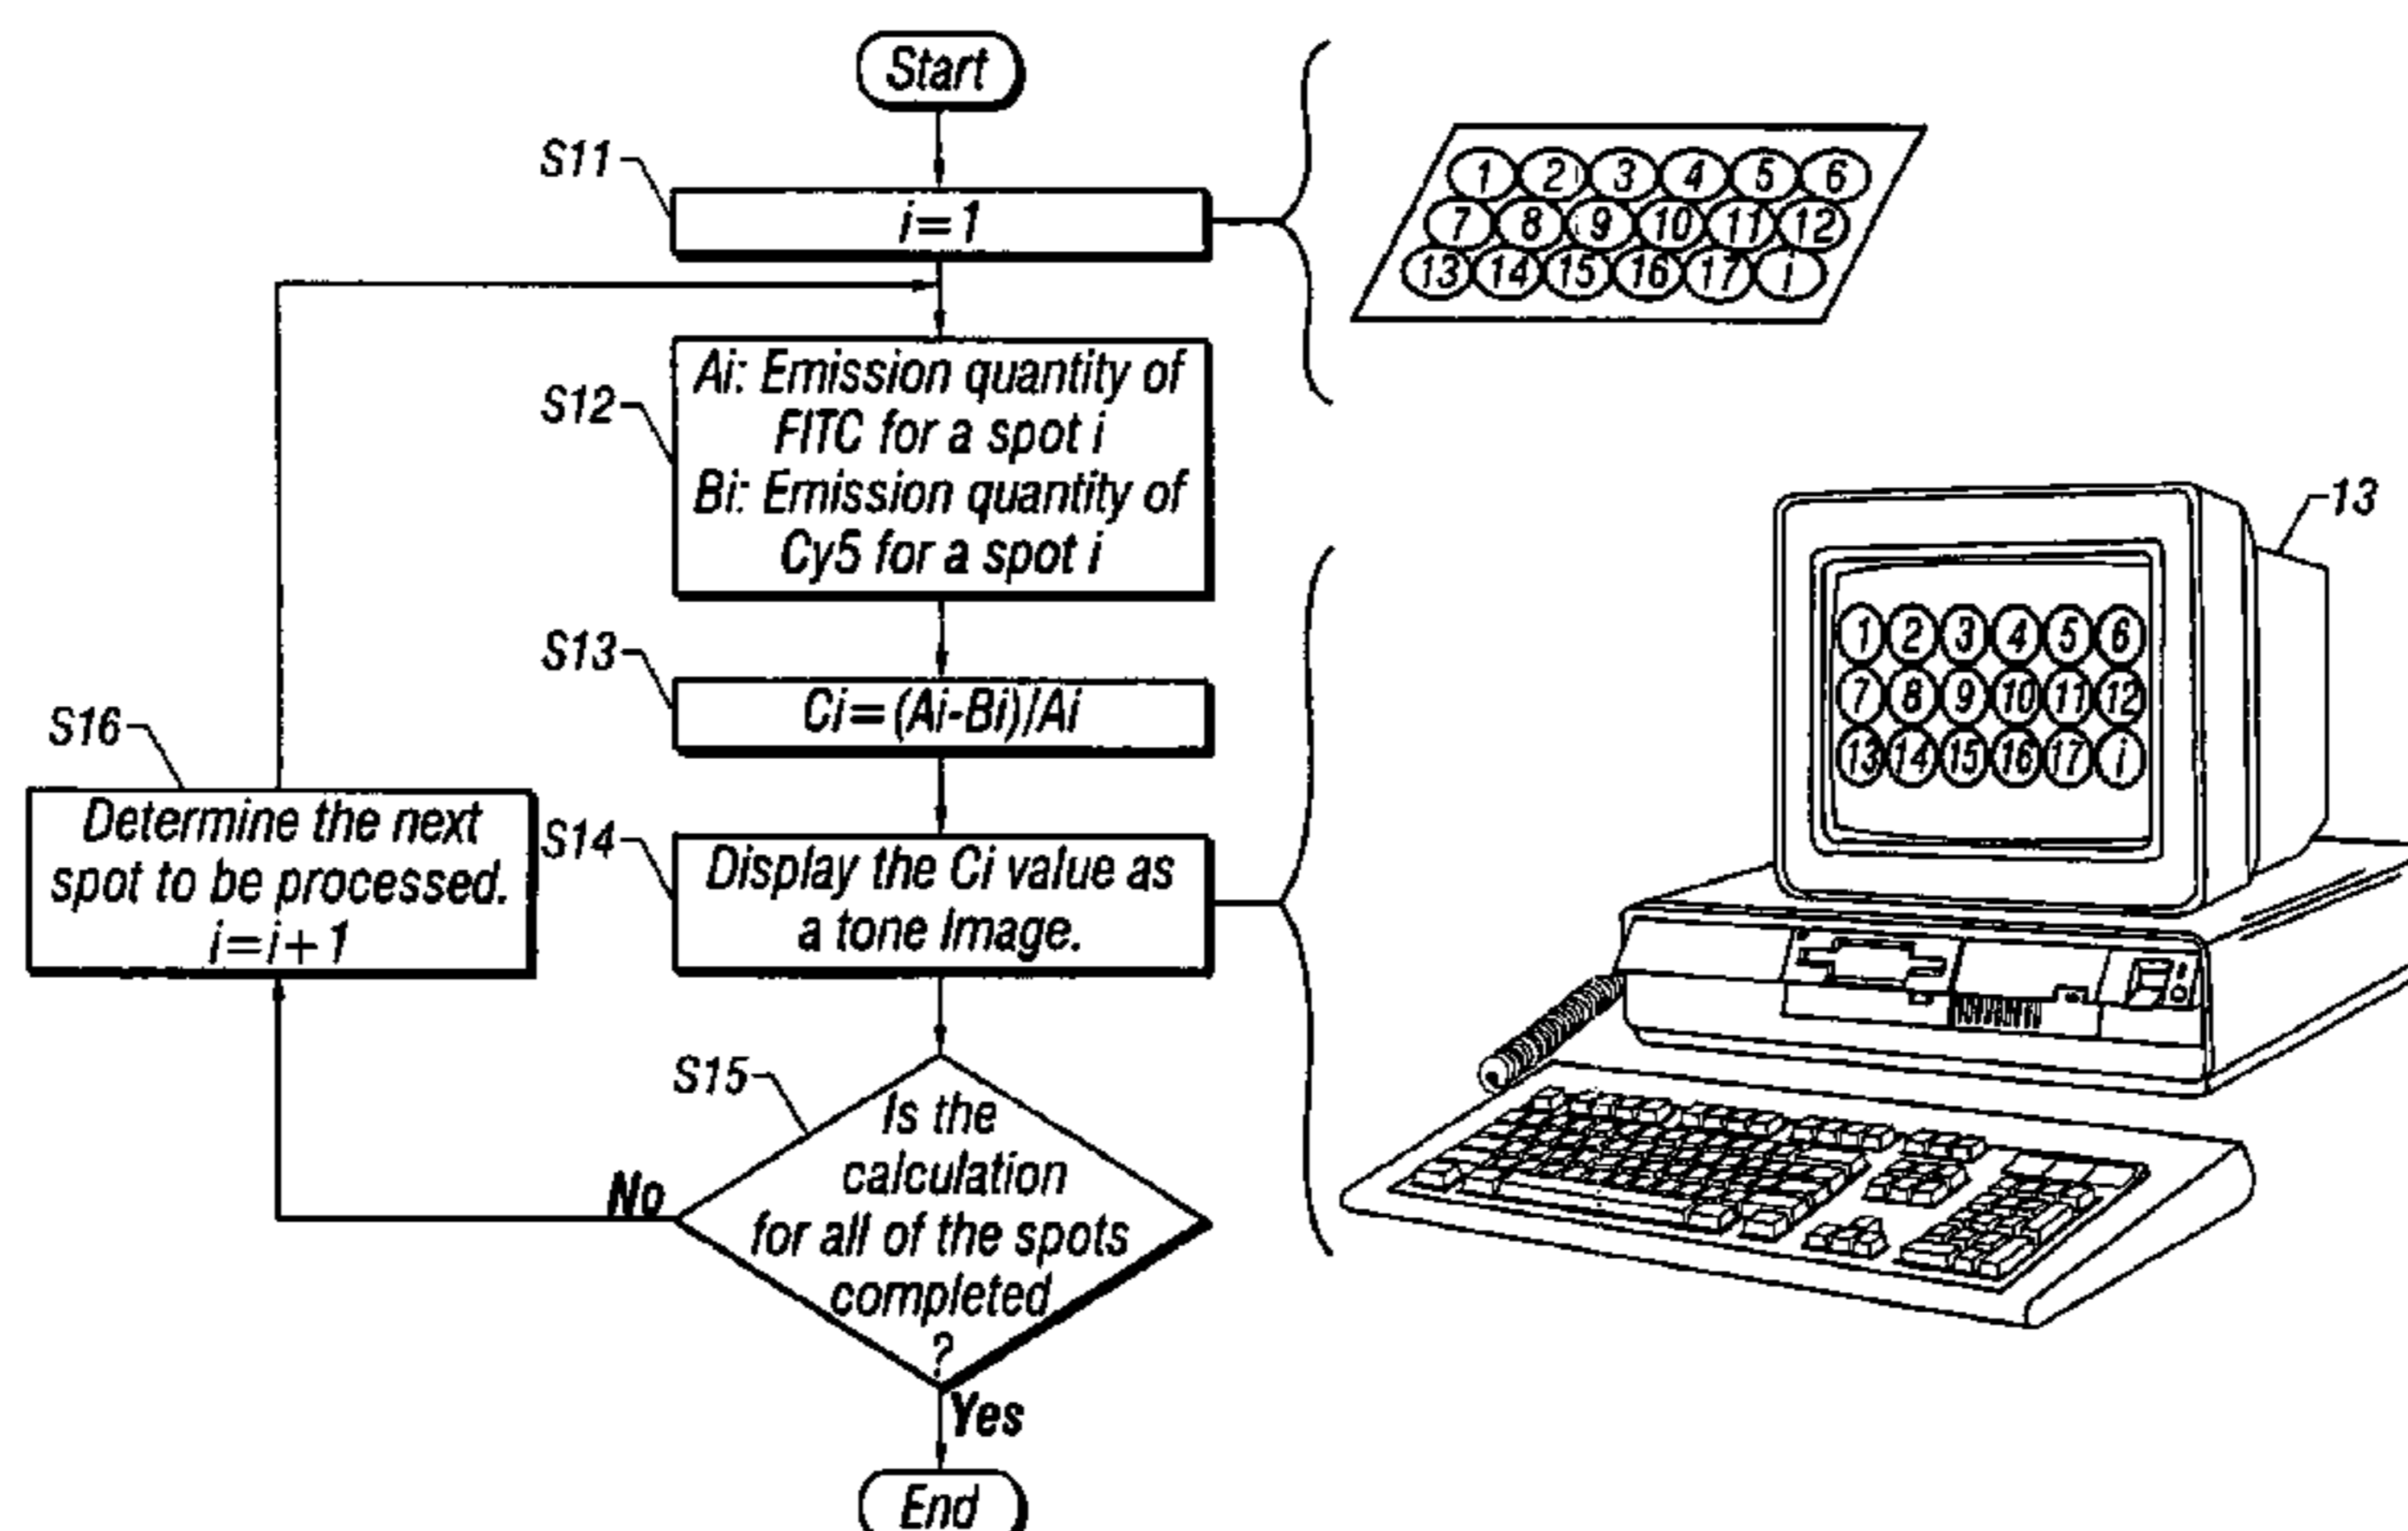 Start
S11
i=1
S12
Ai: Emission quantity of
FITC for a spot i
Bi: Emission quantity of
Cy5 for a spot i
S13
Ci=(Ai-Bi)/Ai
S14
Display the Ci value as
a tone Image.
S15
Is the
calculation
for all of the spots
completed
?
No
Yes
End
S16
Determine the next
spot to be processed.
i=i+1
1 2 3 4 5 6
7 8 9 10 11 12
13 14 15 16 17 i
13
1 2 3 4 5 6
7 8 9 10 11 12
13 14 15 16 17 i